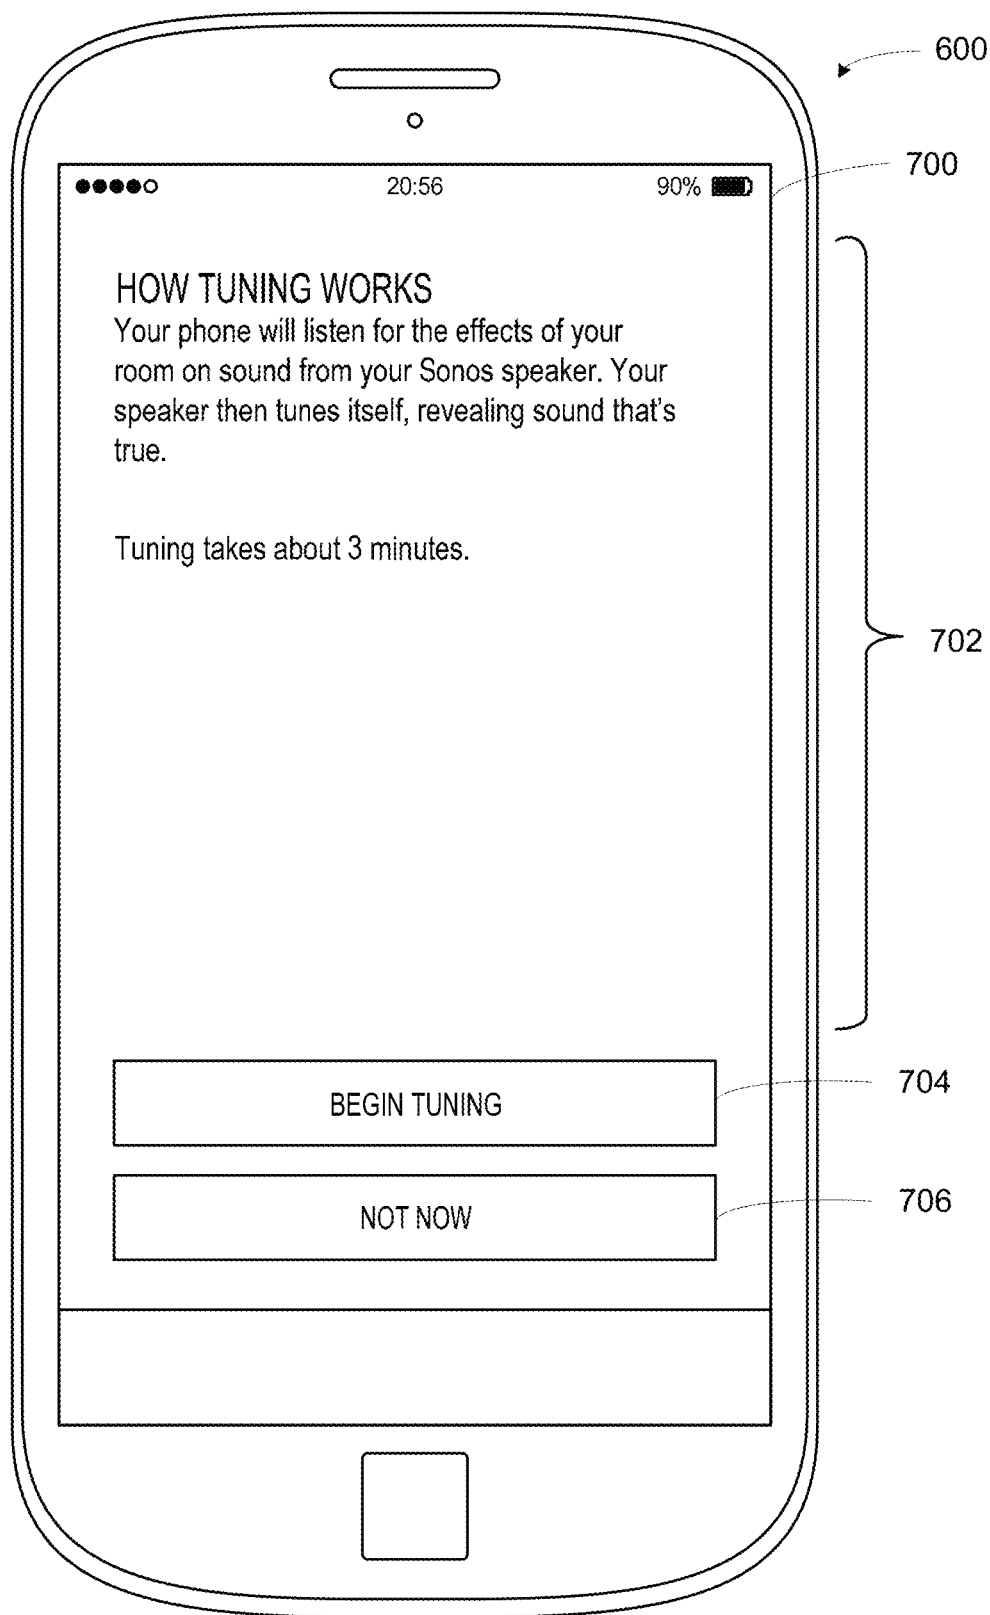 600
700
20:56 90%
HOW TUNING WORKS
Your phone will listen for the effects of your
room on sound from your Sonos speaker. Your
speaker then tunes itself, revealing sound that's
true.
Tuning takes about 3 minutes.
702
BEGIN TUNING
704
NOT NOW
706